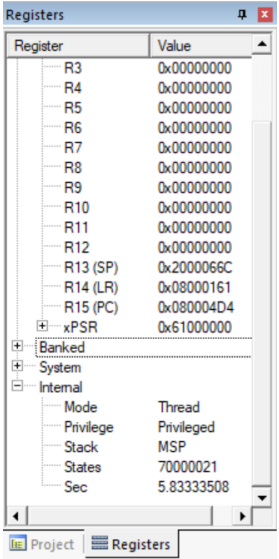 Registers
Register Value
R3 0x00000000
R4 0x00000000
R5 0x00000000
R6 0x00000000
R7 0x00000000
R8 0x00000000
R9 0x00000000
R10 0x00000000
R11 0x00000000
R12 0x00000000
R13 (SP) 0x2000066C
R14 (LR) 0x08000161
R15 (PC) 0x080004D4
xPSR 0x61000000
Banked
System
Internal
Mode Thread
Privilege Privileged
Stack MSP
States 70000021
Sec 5.83333508
Project Registers